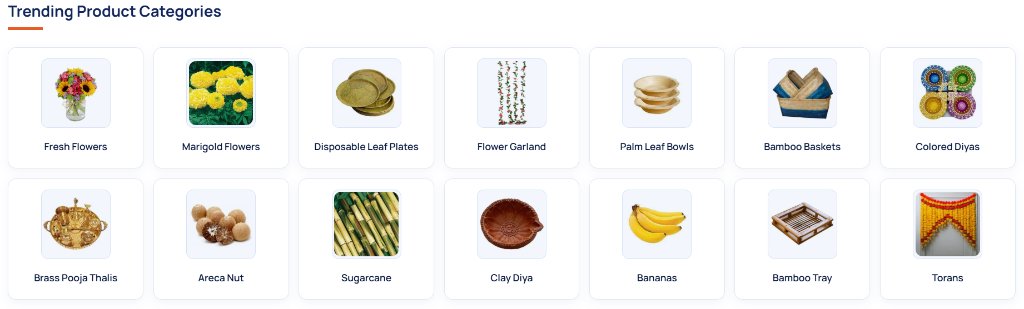 Trending Product Categories
Fresh Flowers
Marigold Flowers
Disposable Leaf Plates
Flower Garland
Palm Leaf Bowls
Bamboo Baskets
Colored Diyas
Brass Pooja Thalis
Areca Nut
Sugarcane
Clay Diya
Bananas
Bamboo Tray
Torans